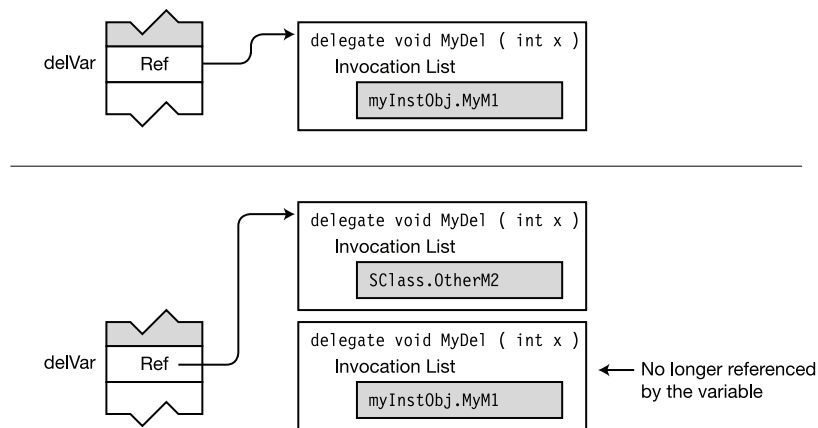 delegate void MyDel ( int x )
delVar
Ref
Invocation List
myInstObj.MyM1
delegate void MyDel ( int x )
Invocation List
SClass.OtherM2
delegate void MyDel ( int x )
delVar
Ref
Invocation List
No longer referenced
by the variable
myInstObj.MyM1